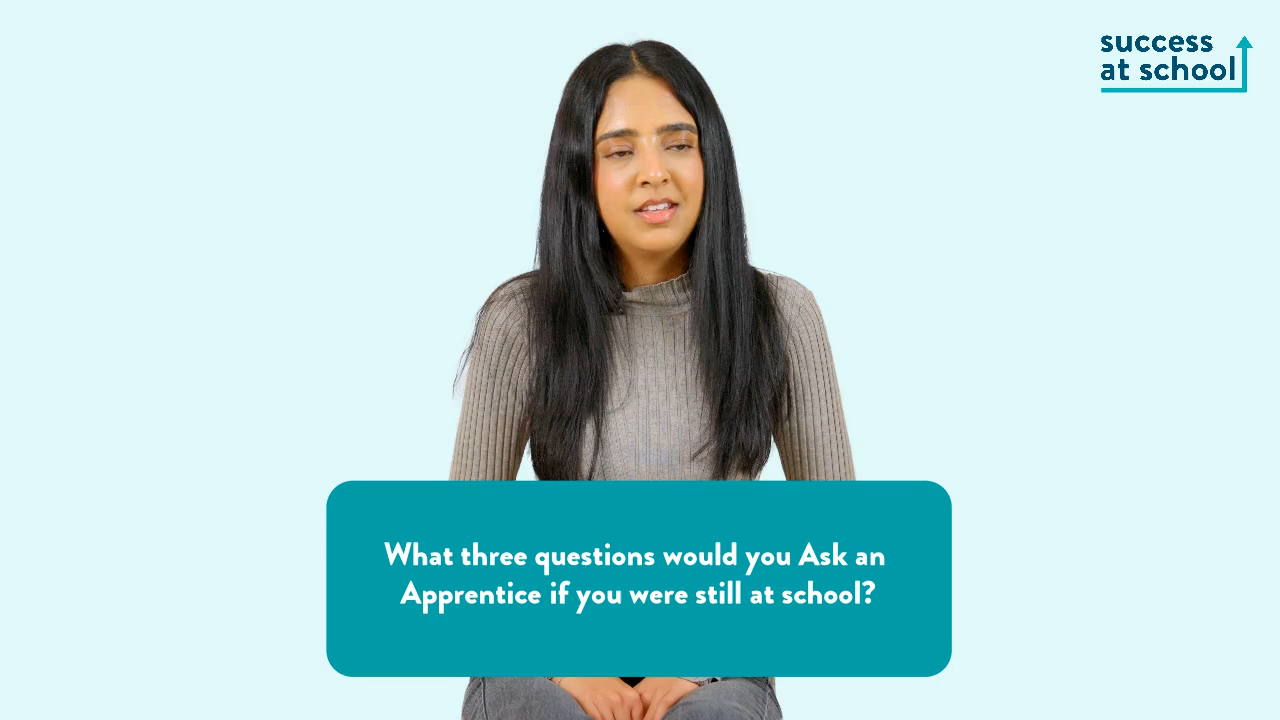 success
at school
What three questions would you Ask an
Apprentice if you were still at school?